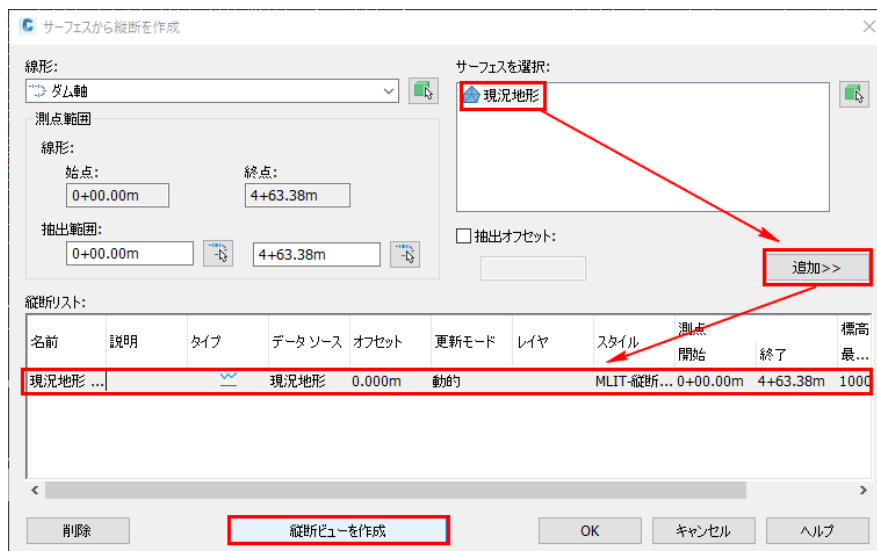 サーフェスから縦断を作成
線形:
ダム軸
測点範囲
線形:
始点:
終点:
0+00.00m
4+63.38m
抽出範囲:
0+00.00m
4+63.38m
サーフェスを選択:
現況地形
抽出オフセット:
追加>>
縦断リスト:
名前 説明 タイプ データ ソース オフセット 更新モード レイヤ スタイル 測点 標高
開始 終了 最...
現況地形 ... 現況地形 0.000m 動的 MLIT-縦断... 0+00.00m 4+63.38m 1000
削除 縦断ビューを作成 OK キャンセル ヘルプ